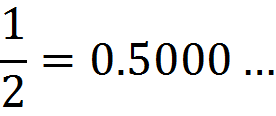 1/2 = 0.5000 ...